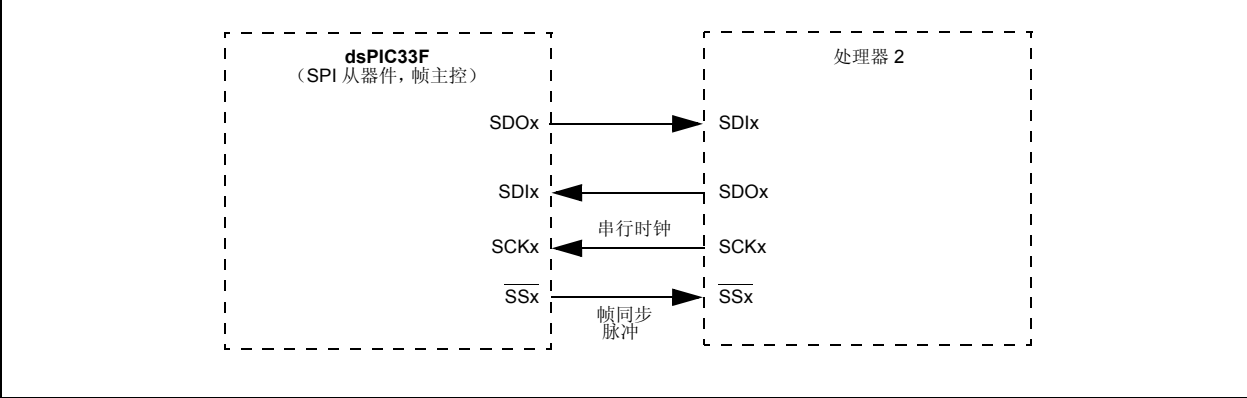 dsPIC33F
（SPI 从器件，帧主控）
处理器 2
SDOx
SDIx
SDIx
SDOx
串行时钟
SCKx
SCKx
SSx
SSx
帧同步
脉冲